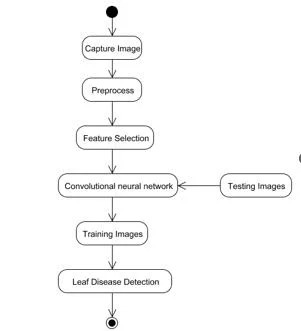 Capture Image
Preprocess
Feature Selection
Convolutional neural network
Testing Images
Training Images
Leaf Disease Detection